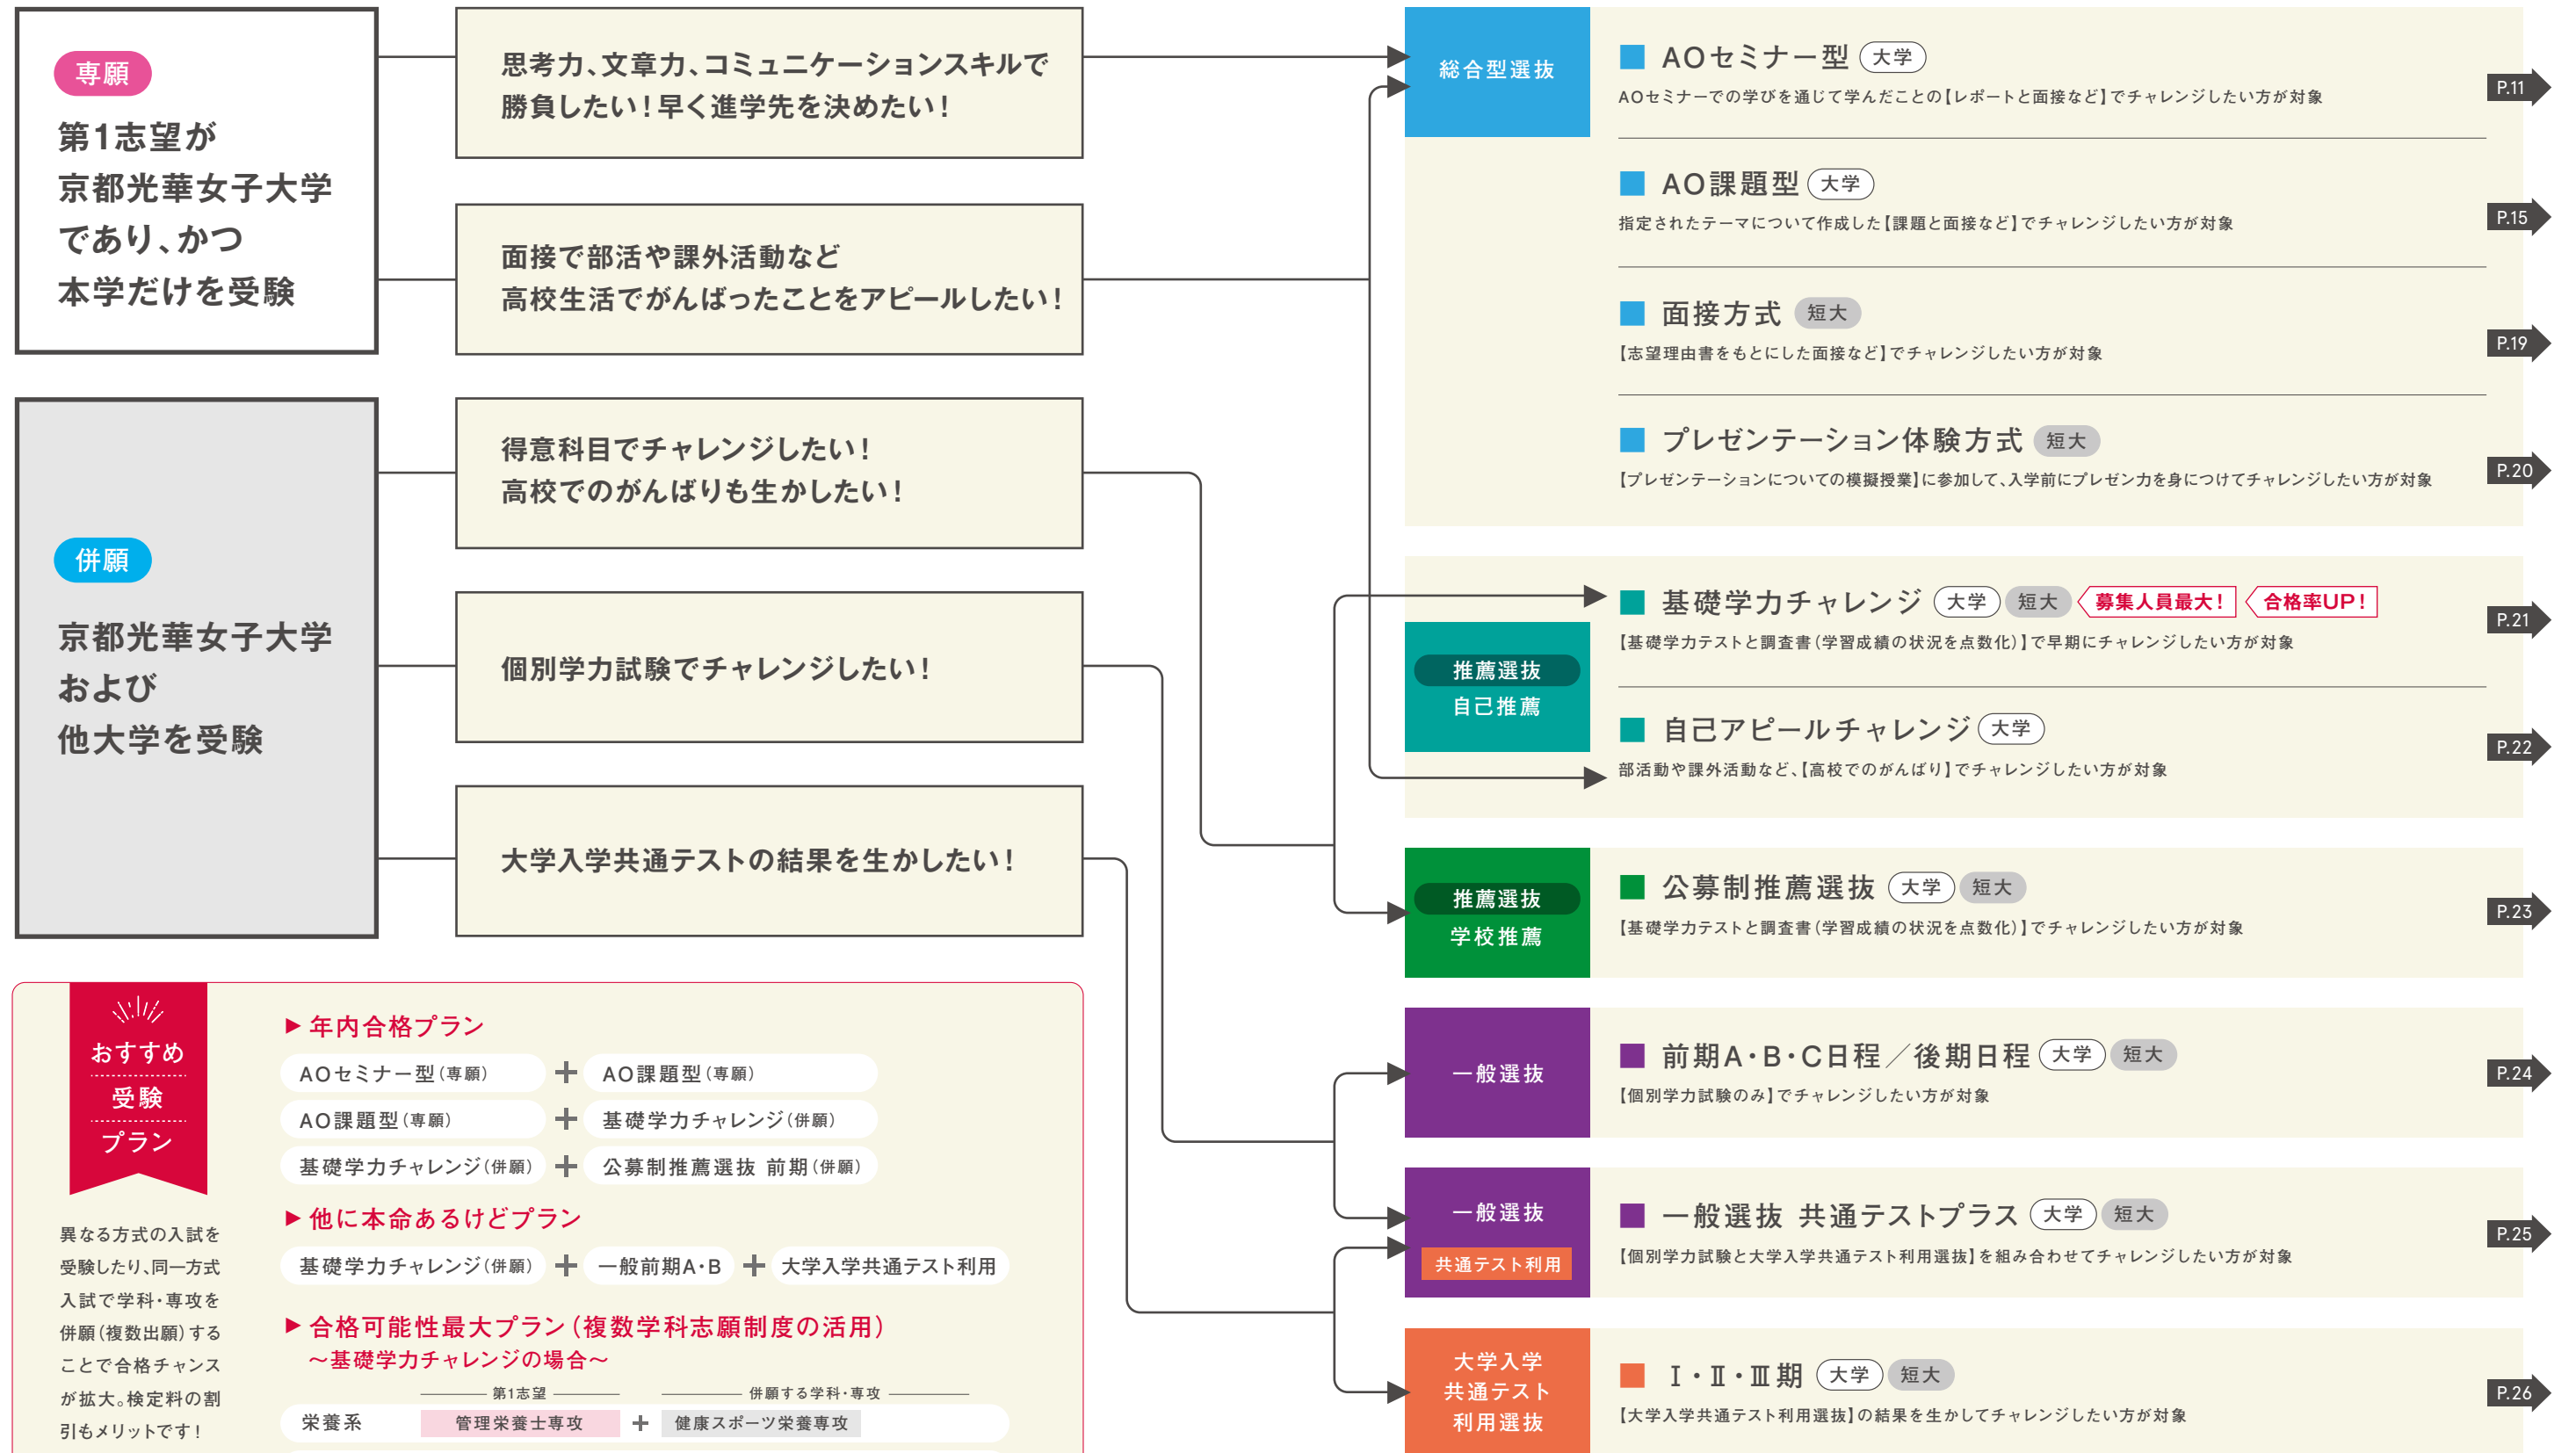 専願
第1志望が
京都光華女子大学
であり、かつ
本学だけを受験
思考力、文章力、コミュニケーションスキルで
勝負したい！早く進学先を決めたい！
面接で部活や課外活動など
高校生活でがんばったことをアピールしたい！
併願
京都光華女子大学
および
他大学を受験
得意科目でチャレンジしたい！
高校でのがんばりも生かしたい！
個別学力試験でチャレンジしたい！
大学入学共通テストの結果を生かしたい！
総合型選抜
■ AOセミナー型 大学
AOセミナーでの学びを通じて学んだことの【レポートと面接など】でチャレンジしたい方が対象
P.11
■ AO課題型 大学
指定されたテーマについて作成した【課題と面接など】でチャレンジしたい方が対象
P.15
■ 面接方式 短大
【志望理由書をもとにした面接など】でチャレンジしたい方が対象
P.19
■ プレゼンテーション体験方式 短大
【プレゼンテーションについての模擬授業】に参加して、入学前にプレゼン力を身につけてチャレンジしたい方が対象
P.20
推薦選抜
自己推薦
■ 基礎学力チャレンジ 大学 短大 募集人員最大！ 合格率UP！
【基礎学力テストと調査書（学習成績の状況を点数化）】で早期にチャレンジしたい方が対象
P.21
■ 自己アピールチャレンジ 大学
部活動や課外活動など、【高校でのがんばり】でチャレンジしたい方が対象
P.22
推薦選抜
学校推薦
■ 公募制推薦選抜 大学 短大
【基礎学力テストと調査書（学習成績の状況を点数化）】でチャレンジしたい方が対象
P.23
一般選抜
■ 前期A・B・C日程／後期日程 大学 短大
【個別学力試験のみ】でチャレンジしたい方が対象
P.24
一般選抜
共通テスト利用
■ 一般選抜 共通テストプラス 大学 短大
【個別学力試験と大学入学共通テスト利用選抜】を組み合わせてチャレンジしたい方が対象
P.25
大学入学
共通テスト
利用選抜
■ Ⅰ・Ⅱ・Ⅲ期 大学 短大
【大学入学共通テスト利用選抜】の結果を生かしてチャレンジしたい方が対象
P.26
おすすめ
受験
プラン
異なる方式の入試を
受験したり、同一方式
入試で学科・専攻を
併願（複数出願）する
ことで合格チャンス
が拡大。検定料の割
引もメリットです！
▶年内合格プラン
AOセミナー型（専願） ＋ AO課題型（専願）
AO課題型（専願） ＋ 基礎学力チャレンジ（併願）
基礎学力チャレンジ（併願） ＋ 公募制推薦選抜 前期（併願）
▶他に本命あるけどプラン
基礎学力チャレンジ（併願） ＋ 一般前期A・B ＋ 大学入学共通テスト利用
▶合格可能性最大プラン（複数学科志願制度の活用）
～基礎学力チャレンジの場合～
第1志望 併願する学科・専攻
栄養系 管理栄養士専攻 ＋ 健康スポーツ栄養専攻